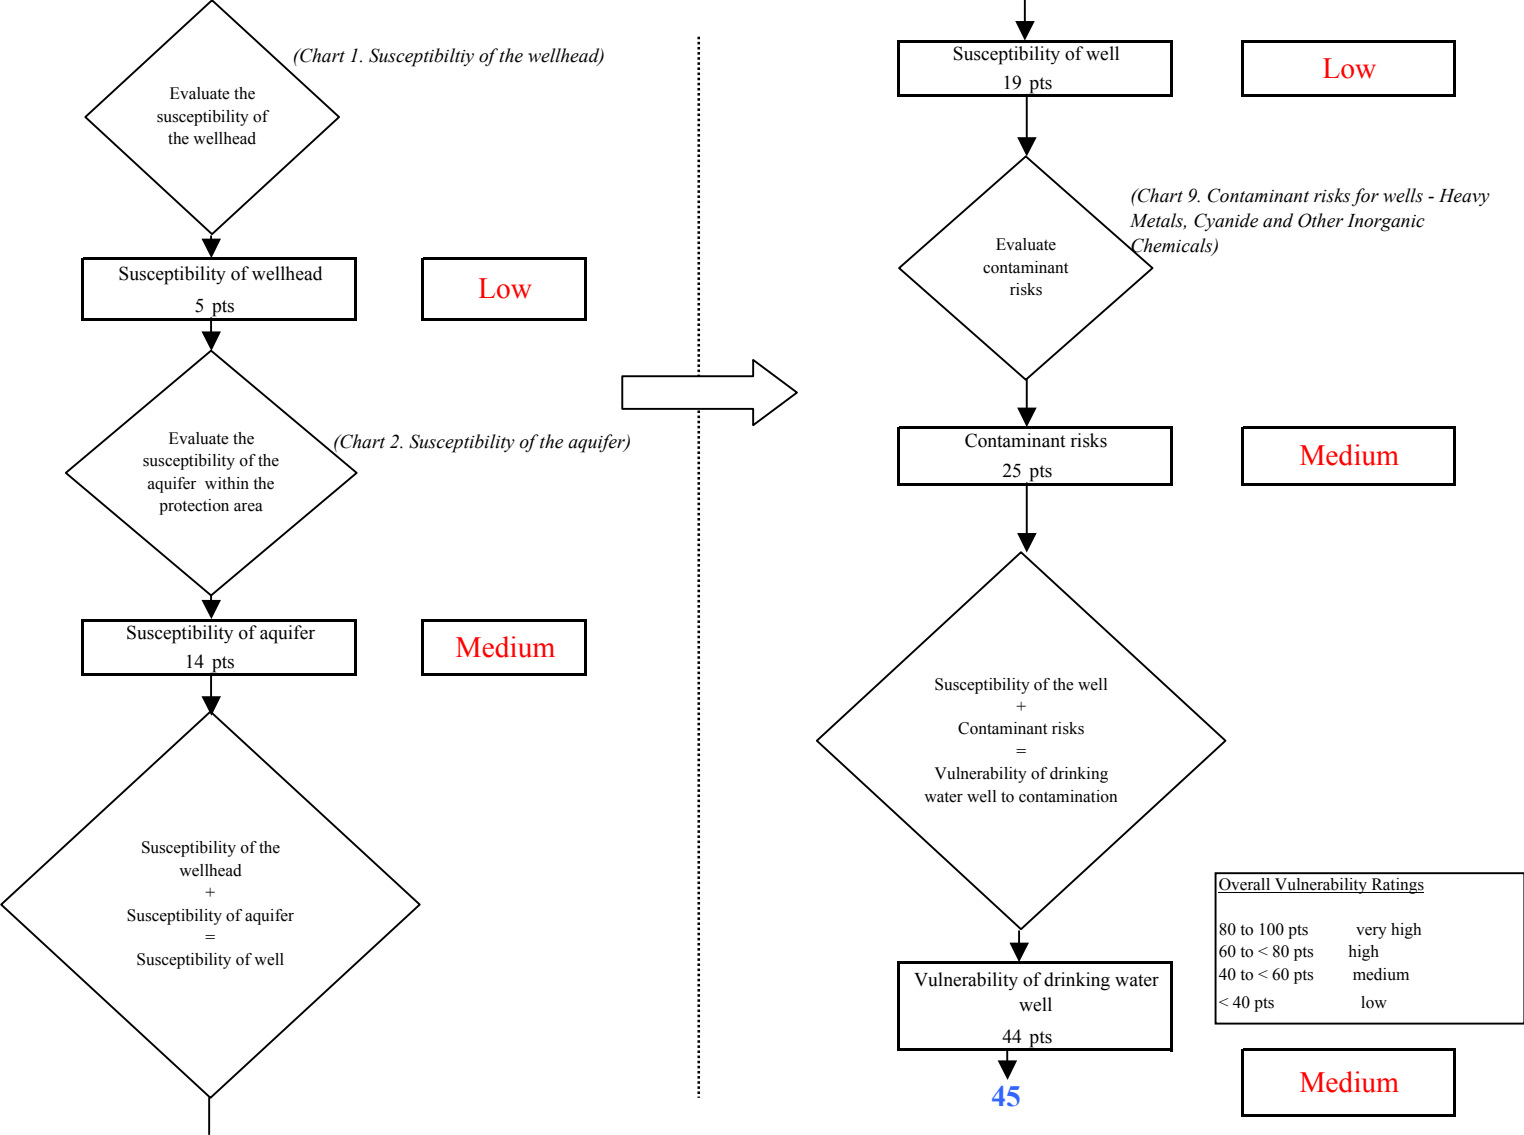 (Chart 1. Susceptibiltiy of the wellhead)
Evaluate the
susceptibility of
the wellhead
Susceptibility of wellhead
5 pts
Low
Evaluate the
susceptibility of the
aquifer within the
protection area
(Chart 2. Susceptibility of the aquifer)
Susceptibility of aquifer
14 pts
Medium
Susceptibility of the
wellhead
+
Susceptibility of aquifer
=
Susceptibility of well
Susceptibility of well
19 pts
Low
(Chart 9. Contaminant risks for wells - Heavy
Metals, Cyanide and Other Inorganic
Chemicals)
Evaluate
contaminant
risks
Contaminant risks
25 pts
Medium
Susceptibility of the well
+
Contaminant risks
=
Vulnerability of drinking
water well to contamination
Overall Vulnerability Ratings
80 to 100 pts very high
60 to < 80 pts high
40 to < 60 pts medium
< 40 pts low
Vulnerability of drinking water
well
44 pts
45
Medium